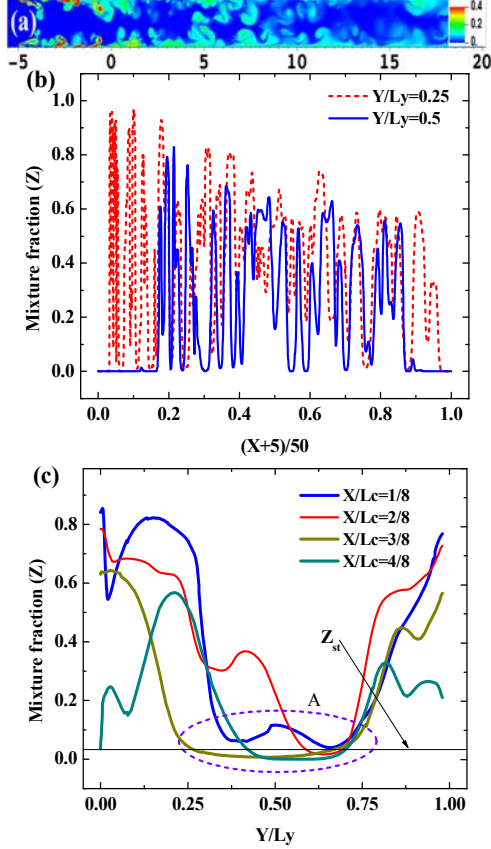 (a)
0.4
0.2
0
-5 0 5 10 15 20
(b)
Y/Ly=0.25
Y/Ly=0.5
1.0
0.8
0.6
0.4
0.2
0.0
Mixture fraction (Z)
0.0 0.2 0.4 0.6 0.8 1.0
(X+5)/50
(c)
X/Lc=1/8
X/Lc=2/8
X/Lc=3/8
X/Lc=4/8
0.8
0.6
0.4
0.2
0.0
Mixture fraction (Z)
Zst
A
0.00 0.25 0.50 0.75 1.00
Y/Ly